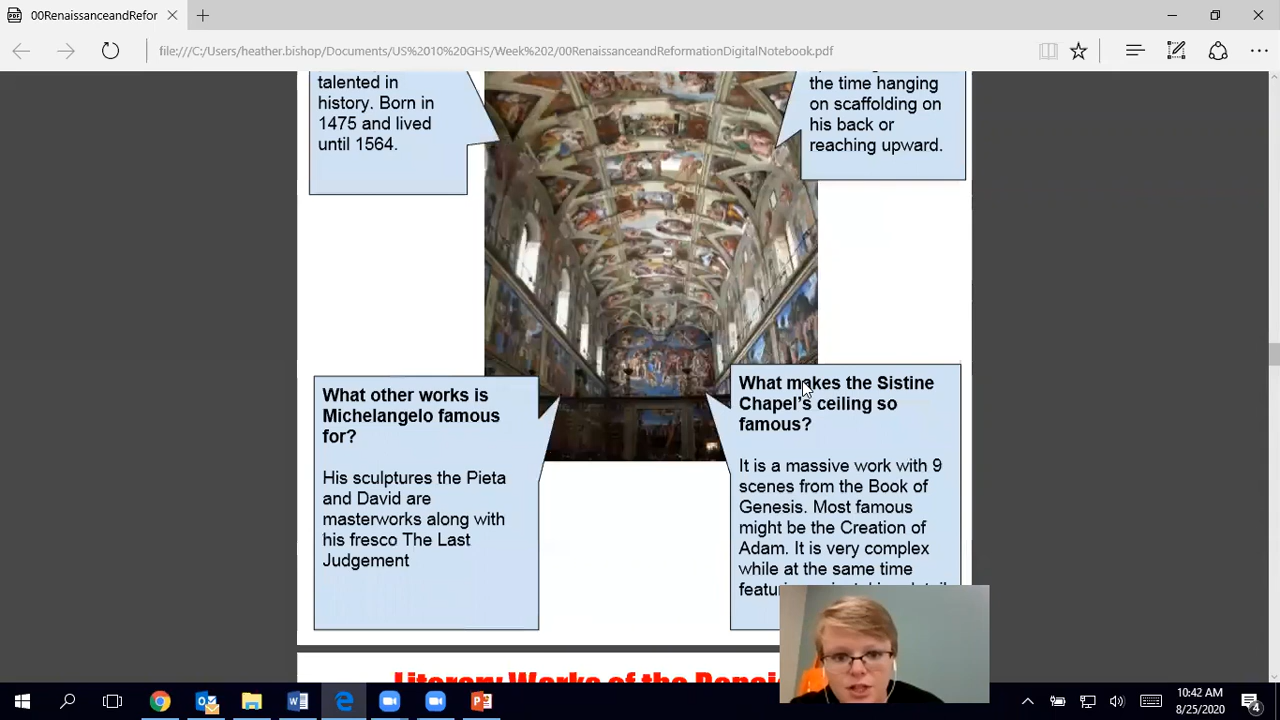 00RenaissanceandRefor
file:///C:/Users/heather.bishop/Documents/US%2010%20GHS/Week%202/00RenaissanceandReformationDigitalNotebook.pdf
talented in
history. Born in
1475 and lived
until 1564.
the time hanging
on scaffolding on
his back or
reaching upward.
What other works is
Michelangelo famous
for?
His sculptures the Pieta
and David are
masterworks along with
his fresco The Last
Judgement
What makes the Sistine
Chapel's ceiling so
famous?
It is a massive work with 9
scenes from the Book of
Genesis. Most famous
might be the Creation of
Adam. It is very complex
while at the same time
Literary Works of the
10:42 AM
8/25/2020
4